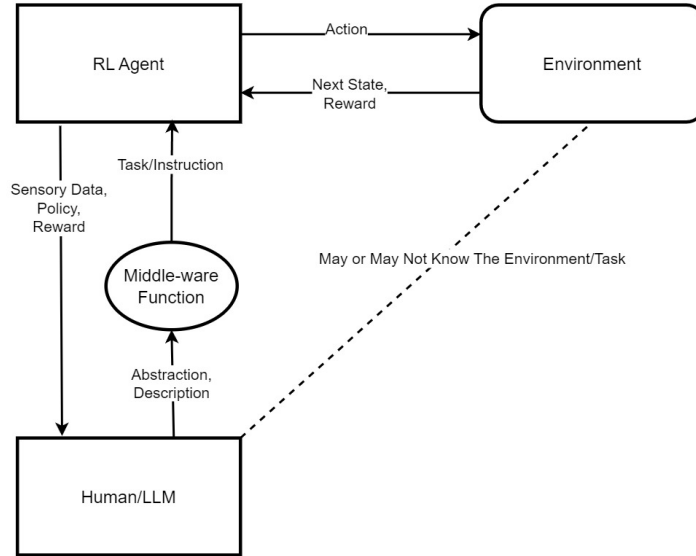 Action
RL Agent
Environment
Next State,
Reward
Task/Instruction
Sensory Data,
Policy,
Reward
May or May Not Know The Environment/Task
Middle-ware
Function
Abstraction,
Description
Human/LLM